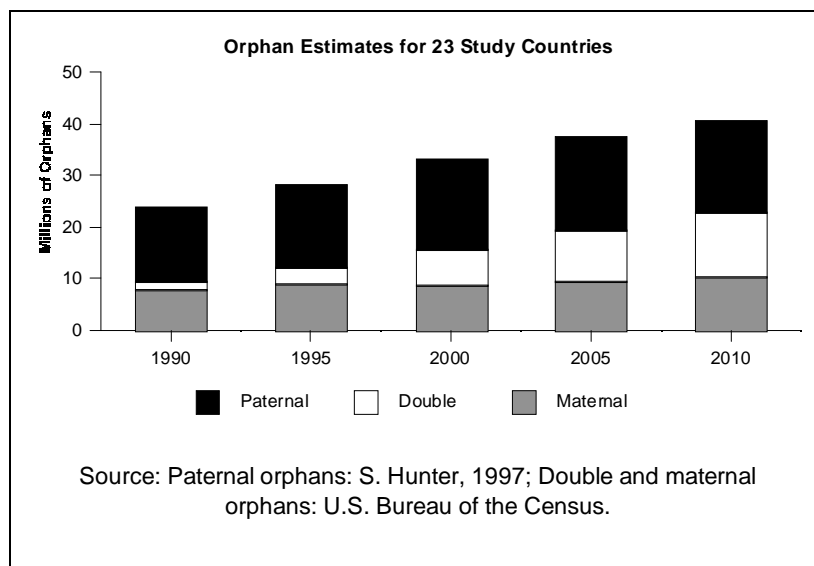 Orphan Estimates for 23 Study Countries
Millions of Orphans
50
40
30
20
10
0
1990 1995 2000 2005 2010
Paternal Double Maternal
Source: Paternal orphans: S. Hunter, 1997; Double and maternal
orphans: U.S. Bureau of the Census.